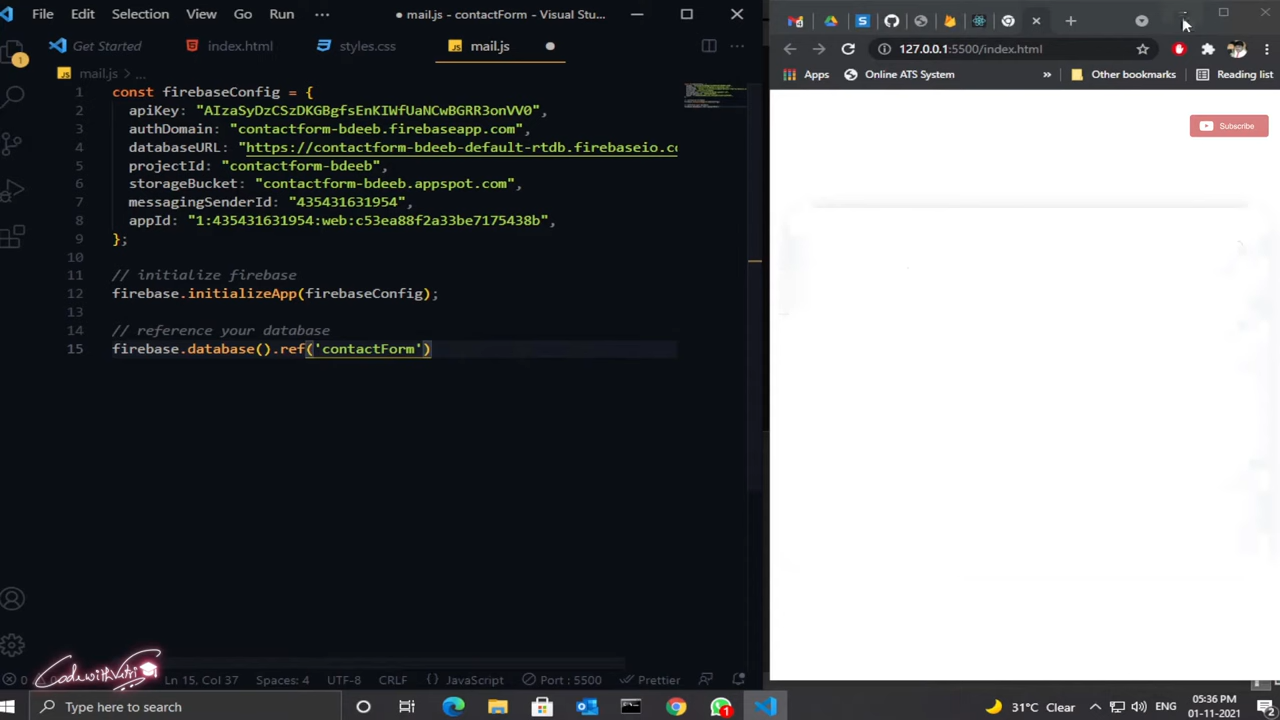 File Edit Selection View Go Run ··· ● mail.js - contactForm - Visual Stu...
Get Started index.html styles.css mail.js ●
mail.js > ...
1 const firebaseConfig = {
2 apiKey: "AIzaSyDzCSzDKGBgfsEnKIWfUaNCwBGRR3onVV0",
3 authDomain: "contactform-bdeeb.firebaseapp.com",
4 databaseURL: "https://contactform-bdeeb-default-rtdb.firebaseio.co
5 projectId: "contactform-bdeeb",
6 storageBucket: "contactform-bdeeb.appspot.com",
7 messagingSenderId: "435431631954",
8 appId: "1:435431631954:web:c53ea88f2a33be7175438b",
9 };
10
11 // initialize firebase
12 firebase.initializeApp(firebaseConfig);
13
14 // reference your database
15 firebase.database().ref('contactForm')
1
CodewithVetri
0 Ln 15, Col 37 Spaces: 4 UTF-8 CRLF {} JavaScript Port : 5500 Prettier
127.0.0.1:5500/index.html
Apps Online ATS System » Other bookmarks Reading list
Subscribe
Type here to search 1 31°C Clear ENG 05:36 PM 2
01-11-2021